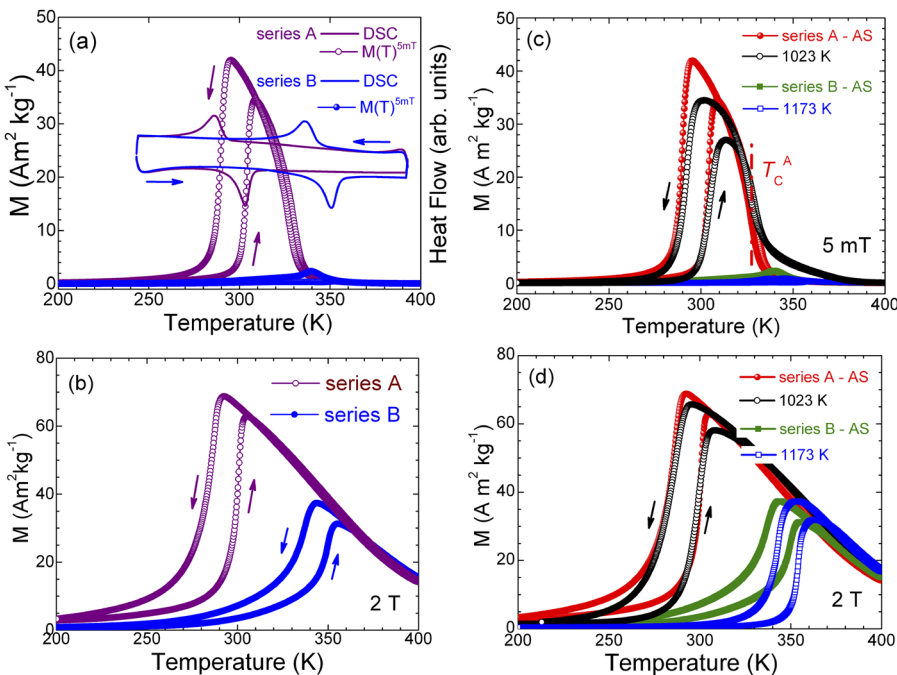 (a)
series A DSC
M(T)^5mT
series B DSC
M(T)^5mT
M (Am² kg⁻¹)
50
40
30
20
10
0
Heat Flow (arb. units)
200 250 300 350 400
Temperature (K)
(c)
series A - AS
1023 K
series B - AS
1173 K
M (A m² kg⁻¹)
50
40
30
20
10
0
T_C^A
5 mT
200 250 300 350 400
Temperature (K)
(b)
series A
series B
M (Am²kg⁻¹)
80
60
40
20
0
2 T
200 250 300 350 400
Temperature (K)
(d)
series A - AS
1023 K
series B - AS
1173 K
M (A m² kg⁻¹)
80
60
40
20
0
2 T
200 250 300 350 400
Temperature (K)